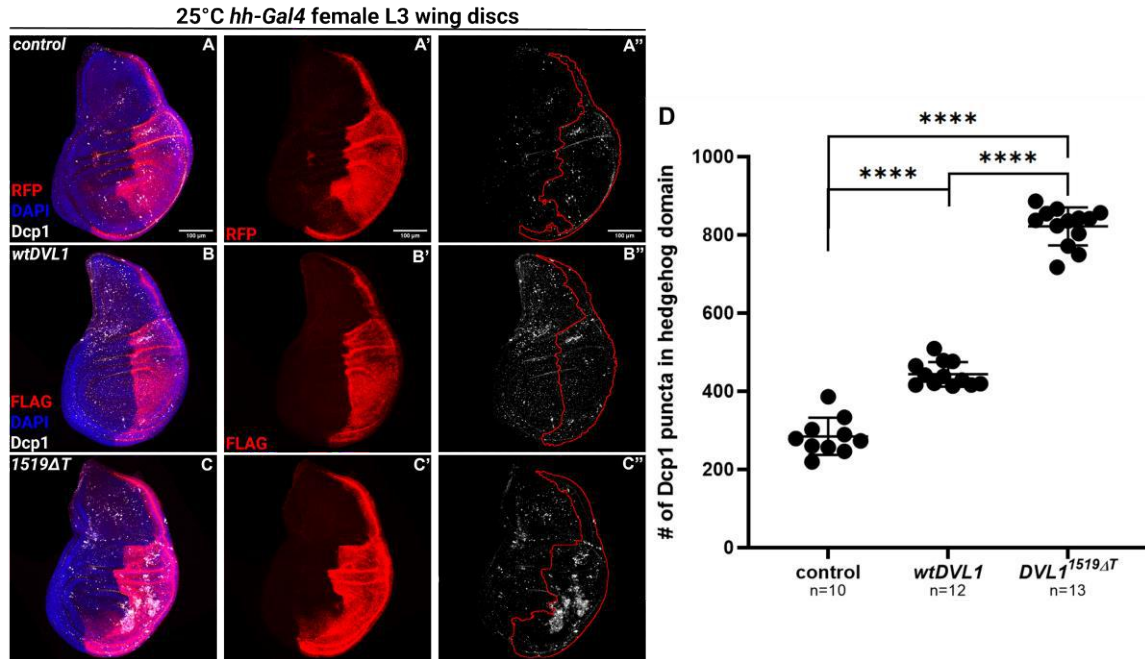 25°C hh-Gal4 female L3 wing discs
control
A
A'
A"
RFP
DAPI
Dcp1
100 µm
RFP
100 µm
100 µm
wtDVL1
B
B'
B"
FLAG
DAPI
Dcp1
FLAG
1519ΔT
C
C'
C"
D
****
****
****
# of Dcp1 puncta in hedgehog domain
1000
800
600
400
200
0
control
n=10
wtDVL1
n=12
DVL1¹⁵¹⁹ΔT
n=13